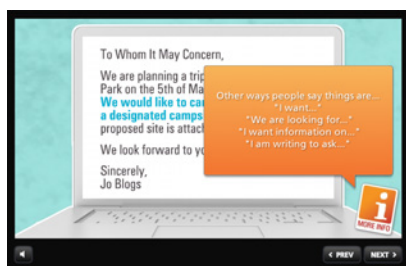 To Whom It May Concern,
We are planning a trip
Park on the 5th of Ma
We would like to ca
a designated camps
proposed site is attach
We look forward to yo
Sincerely,
Jo Blogs
Other ways people say things are...
"I want..."
"We are looking for..."
"I want information on..."
"I am writing to ask..."
i
MORE INFO
< PREV
NEXT >